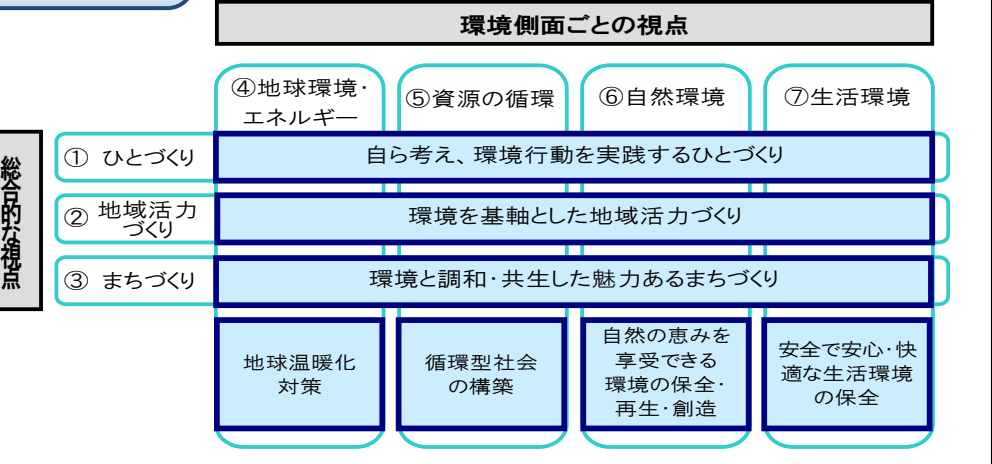 環境側面ごとの視点
④地球環境・
エネルギー
⑤資源の循環
⑥自然環境
⑦生活環境
総合的な視点
① ひとづくり
自ら考え、環境行動を実践するひとづくり
② 地域活力
づくり
環境を基軸とした地域活力づくり
③ まちづくり
環境と調和・共生した魅力あるまちづくり
地球温暖化
対策
循環型社会
の構築
自然の恵みを
享受できる
環境の保全・
再生・創造
安全で安心・快
適な生活環境
の保全